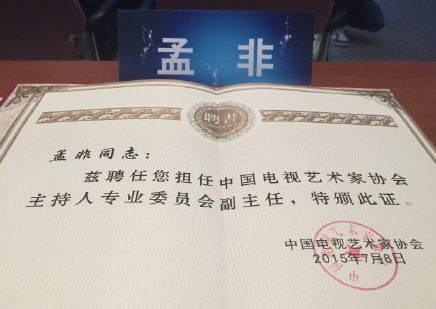 孟 非
聘書
孟非同志：
兹聘任您担任中国电视艺术家协会
主持人专业委员会副主任，特颁此证。
中国电视艺术家协会
2015年7月8日